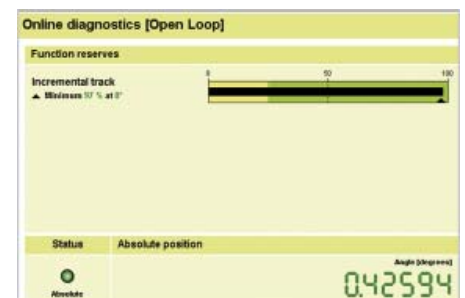 Online diagnostics [Open Loop]
Function reserves
0 50 100
Incremental track
Minimum 97 % at 0°
Status Absolute position
Angle [degrees]
0.42594
Absolute